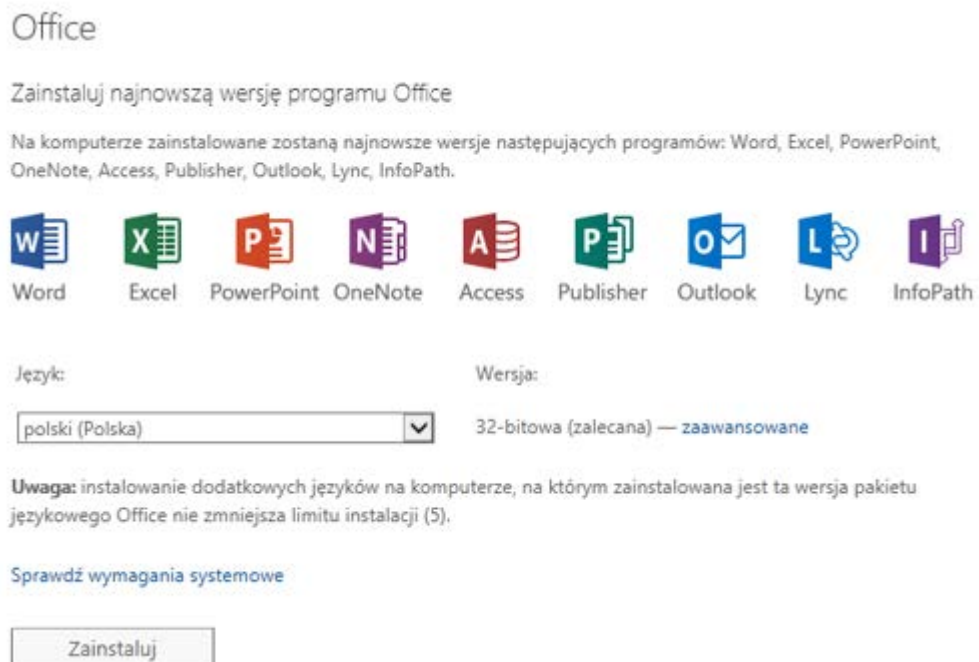 Office
Zainstaluj najnowszą wersję programu Office
Na komputerze zainstalowane zostaną najnowsze wersje następujących programów: Word, Excel, PowerPoint,
OneNote, Access, Publisher, Outlook, Lync, InfoPath.
Word Excel PowerPoint OneNote Access Publisher Outlook Lync InfoPath
Język: Wersja:
polski (Polska) 32-bitowa (zalecana) — zaawansowane
Uwaga: instalowanie dodatkowych języków na komputerze, na którym zainstalowana jest ta wersja pakietu
językowego Office nie zmniejsza limitu instalacji (5).
Sprawdź wymagania systemowe
Zainstaluj